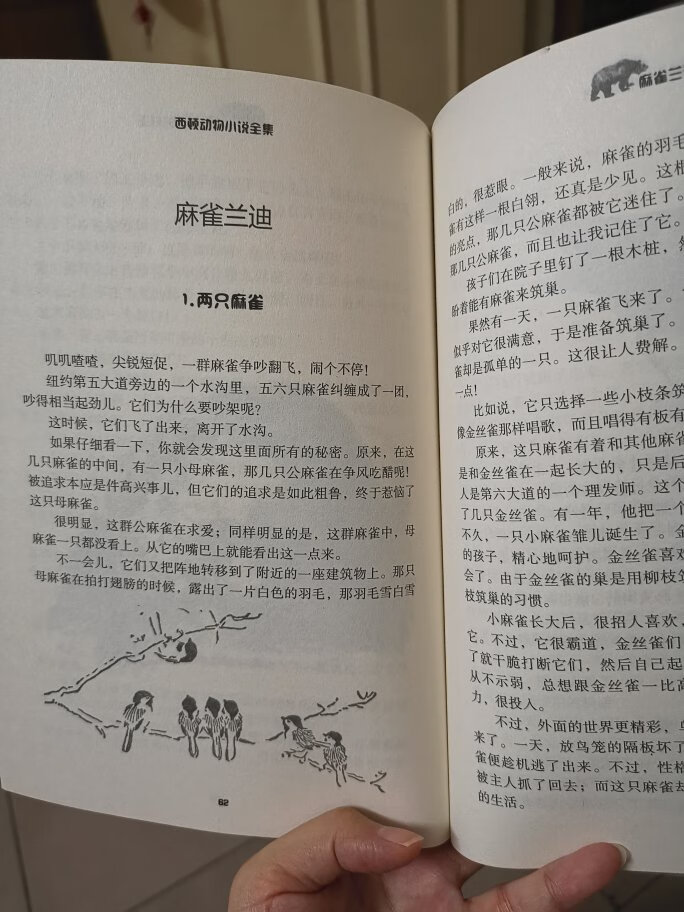 西顿动物小说全集
麻雀兰迪
1.两只麻雀
叽叽喳喳，尖锐短促，一群麻雀争吵翻飞，闹个不停！
纽约第五大道旁边的一个水沟里，五六只麻雀纠缠成了一团，
吵得相当起劲儿。它们为什么要吵架呢？
这时候，它们飞了出来，离开了水沟。
如果仔细看一下，你就会发现这里面所有的秘密。原来，在这
几只麻雀的中间，有一只小母麻雀，那几只公麻雀在争风吃醋呢！
被追求本应是件高兴事儿，但它们的追求是如此粗鲁，终于惹恼了
这只母麻雀。
很明显，这群公麻雀在求爱；同样明显的是，这群麻雀中，母
麻雀一只都没看上。从它的嘴巴上就能看出这一点来。
不一会儿，它们又把阵地转移到了附近的一座建筑物上。那只
母麻雀在拍打翅膀的时候，露出了一片白色的羽毛，那羽毛雪白雪
62
麻雀兰
白的，很惹眼。一般来说，麻雀的羽毛
雀有这样一根白翎，还真是少见。这根
的亮点，那几只公麻雀都被它迷住了。
那几只公麻雀，而且也让我记住了它。
孩子们在院子里钉了一根木桩，
盼着能有麻雀来筑巢。
果然有一天，一只麻雀飞来了。
似乎对它很满意，于是准备筑巢了。
雀却是孤单的一只。这很让人费解。
一点！
比如说，它只选择一些小枝条筑
像金丝雀那样唱歌，而且唱得有板有
原来，这只麻雀有着和其他麻雀
是和金丝雀在一起长大的，只是后
人是第六大道的一个理发师。这个
了几只金丝雀。有一年，他把一个
不久，一只小麻雀雏儿诞生了。金
的孩子，精心地呵护。金丝雀喜欢
会了。由于金丝雀的巢是用柳枝筑
枝筑巢的习惯。
小麻雀长大后，很招人喜欢，
它。不过，它很霸道，金丝雀们
了就干脆打断它们，然后自己起
从不示弱，总想跟金丝雀一比高
力，很投入。
不过，外面的世界更精彩，
来了。一天，放鸟笼的隔板坏了
雀便趁机逃了出来。不过，性格
被主人抓了回去；而这只麻雀却
的生活。